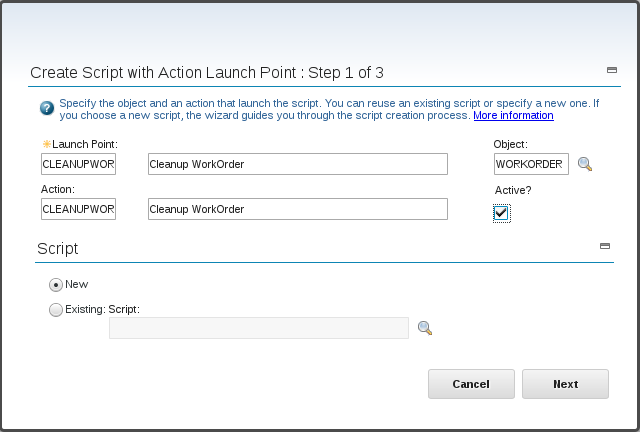 Create Script with Action Launch Point : Step 1 of 3
Specify the object and an action that launch the script. You can reuse an existing script or specify a new one. If
you choose a new script, the wizard guides you through the script creation process. More information
Launch Point: Object:
CLEANUPWOR Cleanup WorkOrder WORKORDER
Action: Active?
CLEANUPWOR Cleanup WorkOrder
Script
New
Existing: Script:
Cancel Next